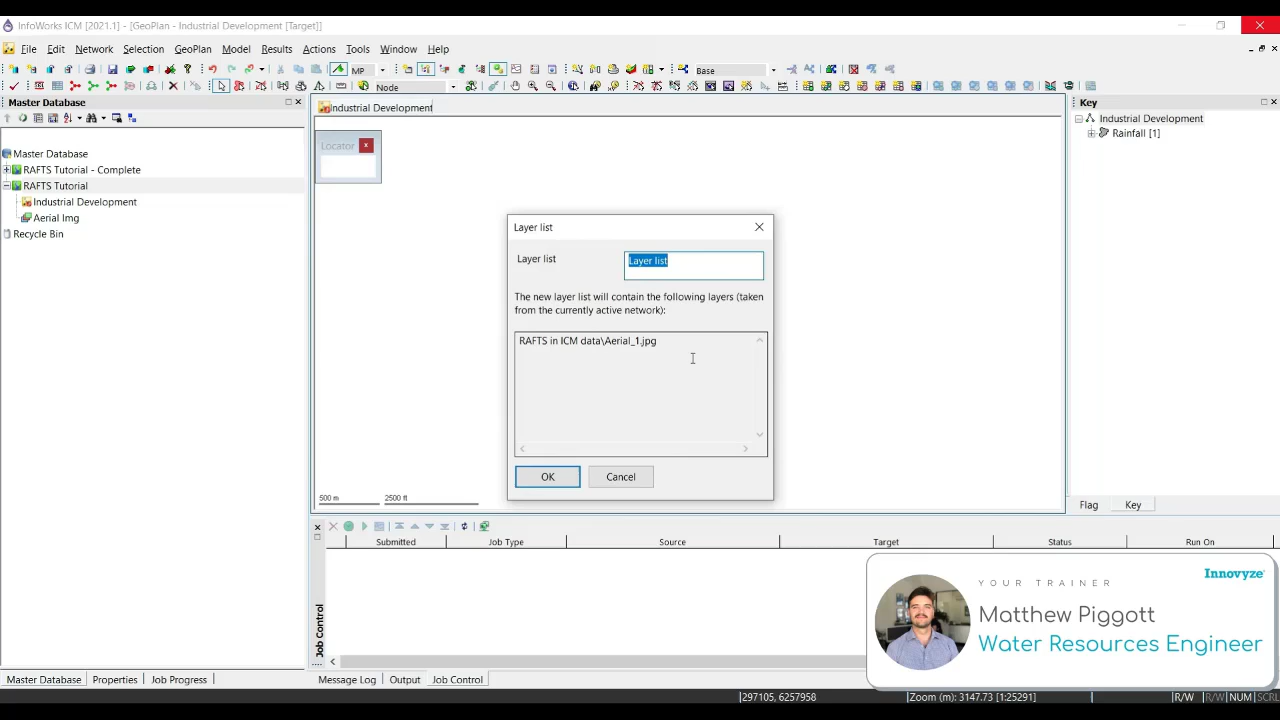 InfoWorks ICM [2021.1] - [GeoPlan - Industrial Development [Target]]
File Edit Network Selection GeoPlan Model Results Actions Tools Window Help
MP
Base
Node
Master Database
Master Database
RAFTS Tutorial - Complete
RAFTS Tutorial
Industrial Development
Aerial Img
Recycle Bin
Industrial Development
Locator
Key
Industrial Development
Rainfall [1]
Layer list
Layer list
Layer list
The new layer list will contain the following layers (taken
from the currently active network):
RAFTS in ICM data\Aerial_1.jpg
OK Cancel
500 m 2500 ft
Flag Key
Submitted Job Type Source Target Status Run On
Job Control
YOUR TRAINER
Innovyze
Matthew Piggott
Water Resources Engineer
Master Database Properties Job Progress
Message Log Output Job Control
297105, 6257958
Zoom (m): 3147.73 [1:25291]
R/W R/W NUM SCRL